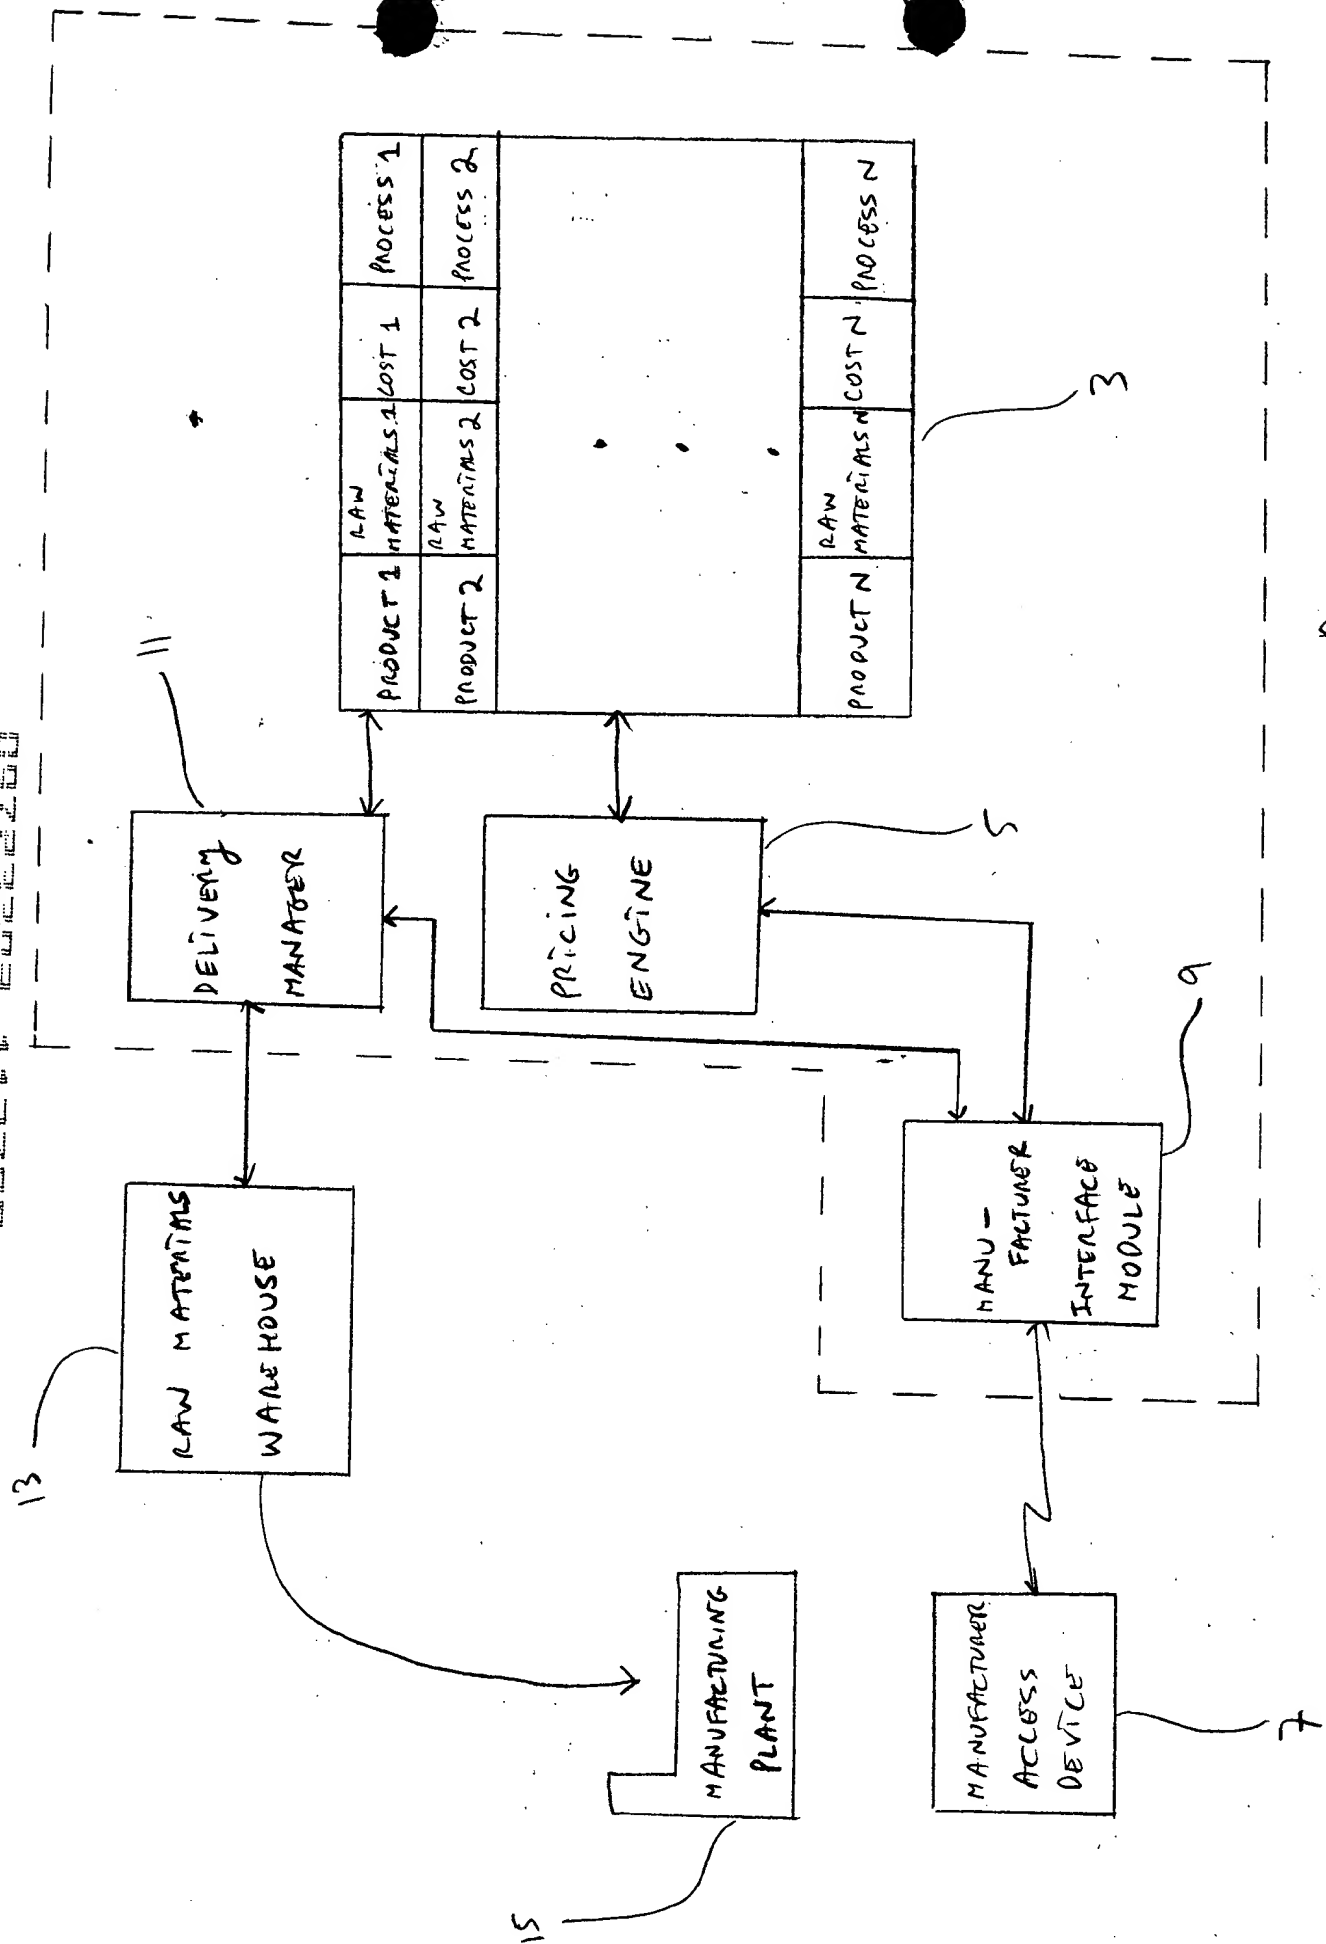 13
RAW MATERIALS
WAREHOUSE
11
DELIVERY
MANAGER
PRODUCT 1
RAW
MATERIALS 1
COST 1
PROCESS 1
PRODUCT 2
RAW
MATERIALS 2
COST 2
PROCESS 2
PRODUCT N
RAW
MATERIALS N
COST N
PROCESS N
3
PRICING
ENGINE
5
15
MANUFACTURING
PLANT
MANU-
FACTURER
INTERFACE
MODULE
9
MANUFACTURER
ACCESS
DEVICE
7